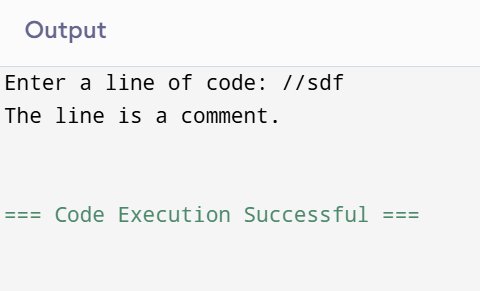 Output
Enter a line of code: //sdf
The line is a comment.
=== Code Execution Successful ===